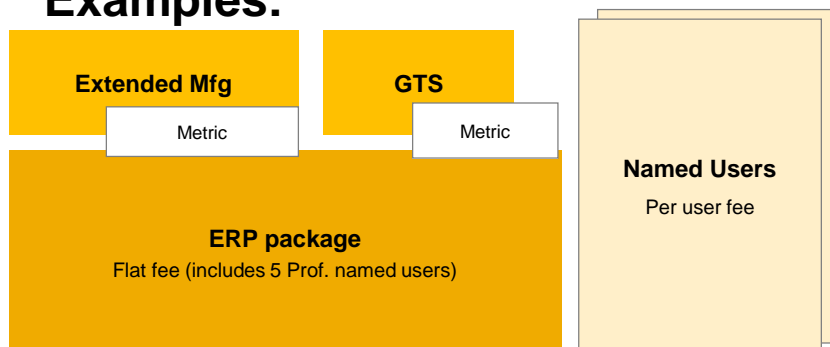 Examples:
Extended Mfg
Metric
GTS
Metric
ERP package
Flat fee (includes 5 Prof. named users)
Named Users
Per user fee